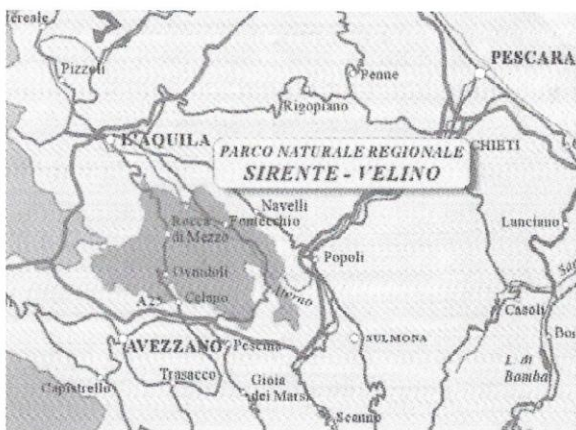 Pizzoli
PESCARA
Penne
Rigopiano
L'AQUILA
PARCO NATURALE REGIONALE
SIRENTE - VELINO
CHIETI
Navelli
Rocca
di Mezzo
Fontecchio
Lanciano
Popoli
Ovindoli
Aterno
A25
Celano
Casoli
AVEZZANO
Pescina
SULMONA
L. di
Bomba
Trasacco
Capistrello
Gioia
dei Marsi
Scanno